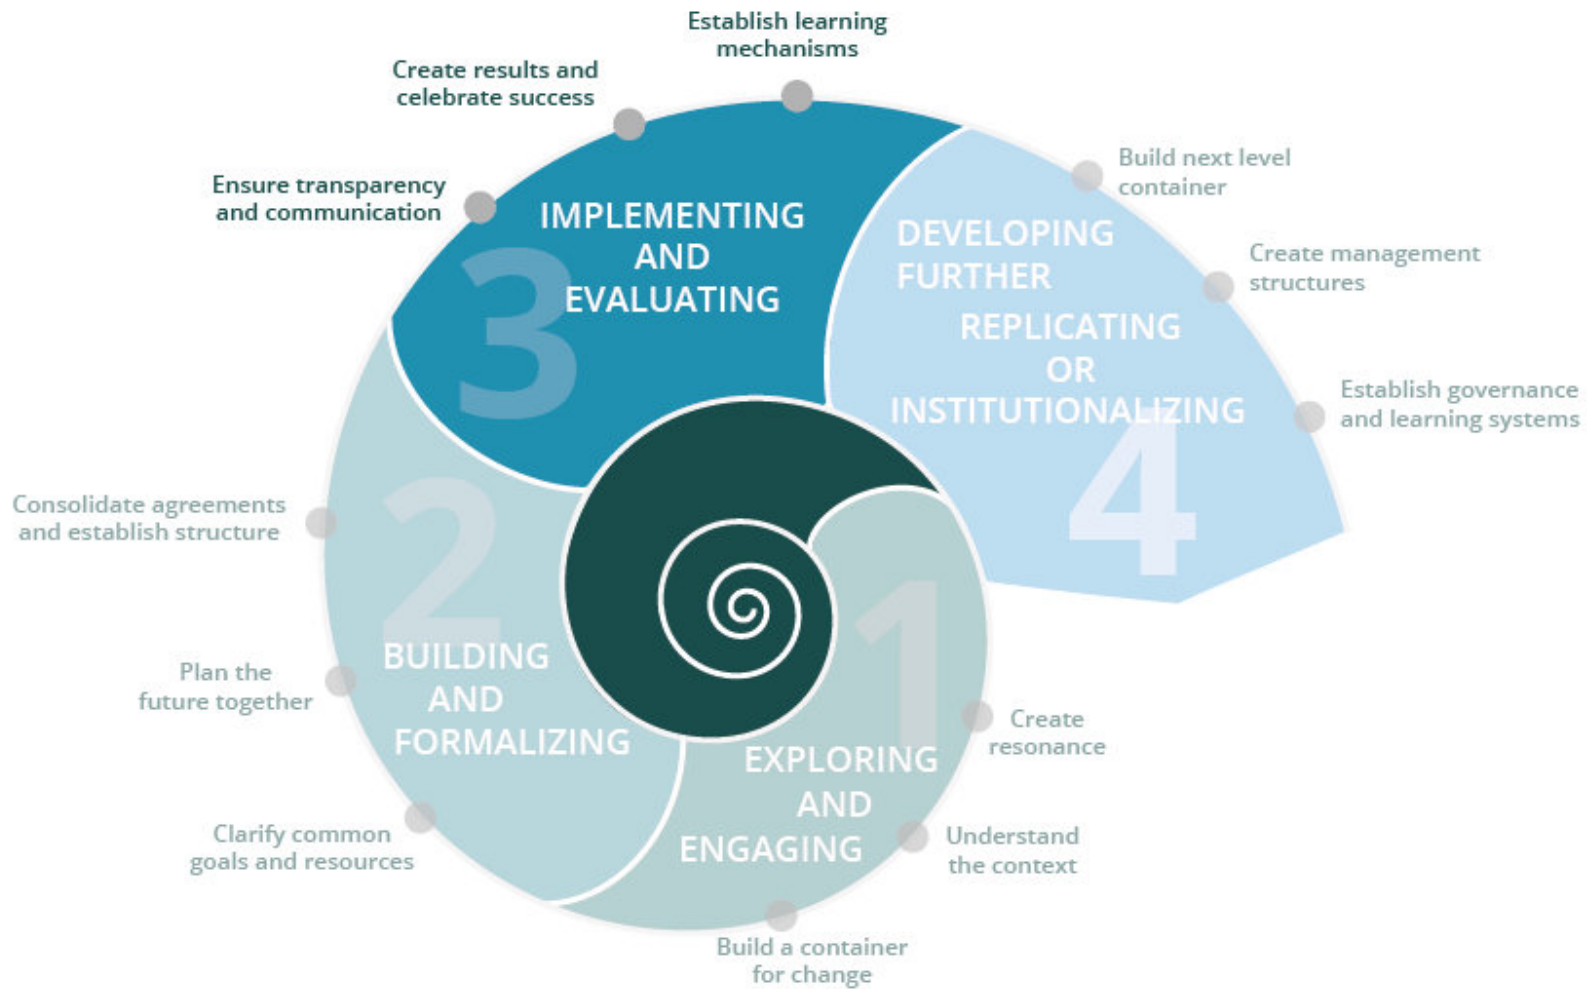 Establish learning
mechanisms
Create results and
celebrate success
Ensure transparency
and communication
IMPLEMENTING
AND
EVALUATING
3
Build next level
container
Create management
structures
Establish governance
and learning systems
DEVELOPING
FURTHER
REPLICATING
OR
INSTITUTIONALIZING
4
Consolidate agreements
and establish structure
Plan the
future together
Clarify common
goals and resources
2
BUILDING
AND
FORMALIZING
1
EXPLORING
AND
ENGAGING
Create
resonance
Understand
the context
Build a container
for change